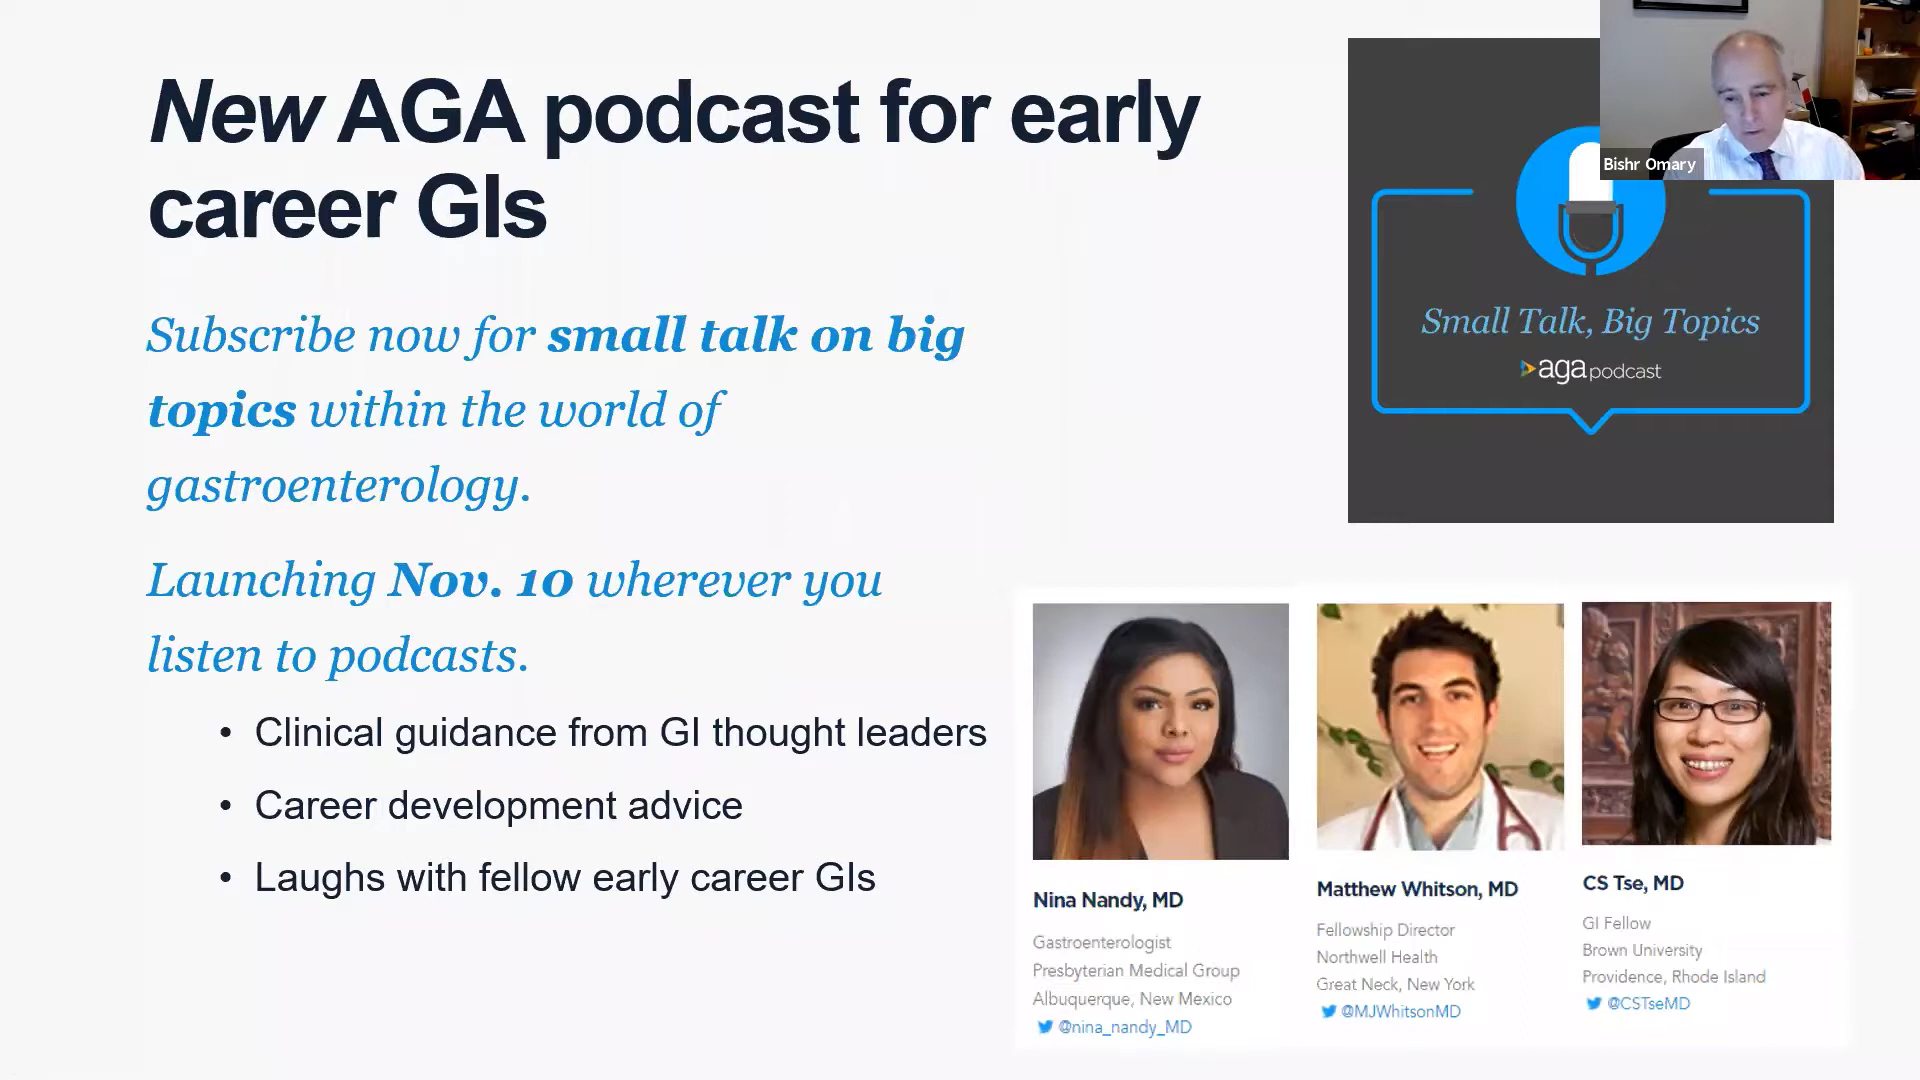 New AGA podcast for early
career GIs
Subscribe now for small talk on big
topics within the world of
gastroenterology.
Launching Nov. 10 wherever you
listen to podcasts.
• Clinical guidance from GI thought leaders
• Career development advice
• Laughs with fellow early career GIs
Bishr Omary
Small Talk, Big Topics
aga podcast
Nina Nandy, MD
Gastroenterologist
Presbyterian Medical Group
Albuquerque, New Mexico
@nina_nandy_MD
Matthew Whitson, MD
Fellowship Director
Northwell Health
Great Neck, New York
@MJWhitsonMD
CS Tse, MD
GI Fellow
Brown University
Providence, Rhode Island
@CSTseMD